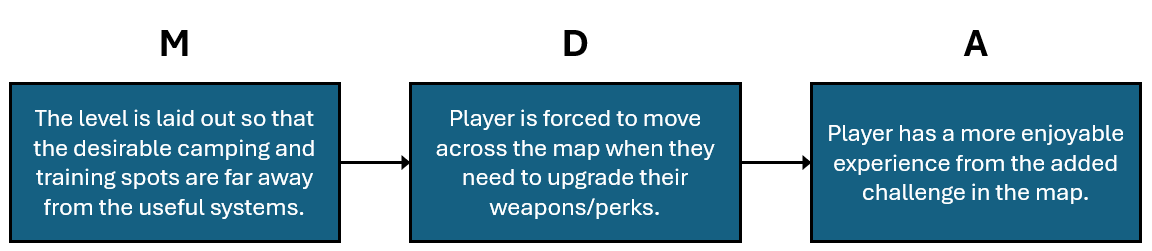 M
D
A
The level is laid out so that
the desirable camping and
training spots are far away
from the useful systems.
Player is forced to move
across the map when they
need to upgrade their
weapons/perks.
Player has a more enjoyable
experience from the added
challenge in the map.